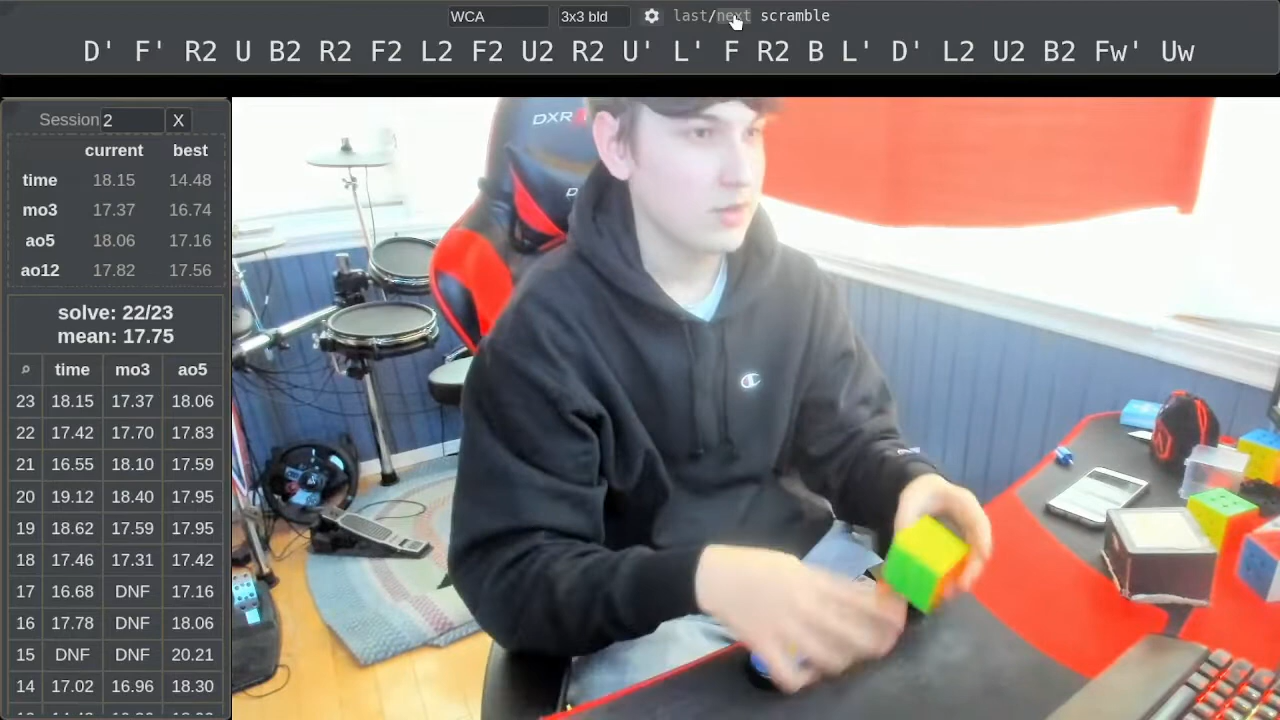 WCA 3x3 bld last/next scramble
D' F' R2 U B2 R2 F2 L2 F2 U2 R2 U' L' F R2 B L' D' L2 U2 B2 Fw' Uw
Session 2 X
current best
time 18.15 14.48
mo3 17.37 16.74
ao5 18.06 17.16
ao12 17.82 17.56
solve: 22/23
mean: 17.75
time mo3 ao5
23 18.15 17.37 18.06
22 17.42 17.70 17.83
21 16.55 18.10 17.59
20 19.12 18.40 17.95
19 18.62 17.59 17.95
18 17.46 17.31 17.42
17 16.68 DNF 17.16
16 17.78 DNF 18.06
15 DNF DNF 20.21
14 17.02 16.96 18.30
DXR